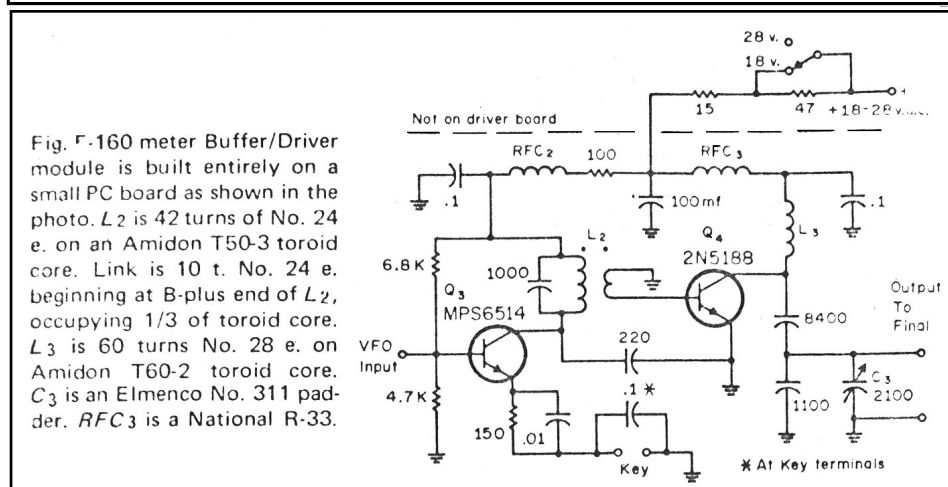 Fig. -160 meter Buffer/Driver
module is built entirely on a
small PC board as shown in the
photo. L2 is 42 turns of No. 24
e. on an Amidon T50-3 toroid
core. Link is 10 t. No. 24 e.
beginning at B-plus end of L2,
occupying 1/3 of toroid core.
L3 is 60 turns No. 28 e. on
Amidon T60-2 toroid core.
C3 is an Elmenco No. 311 pad-
der. RFC3 is a National R-33.
28 v.
18 v.
15
47
+18-28
+
Not on driver board
RFC2
100
RFC3
.1
100mf
.1
L2
Q4
2N5188
L3
6.8K
1000
Q3
MPS6514
VFO
Input
220
8400
Output
To
Final
4.7K
.1 *
1100
C3
2100
150
.01
Key
* At Key terminals